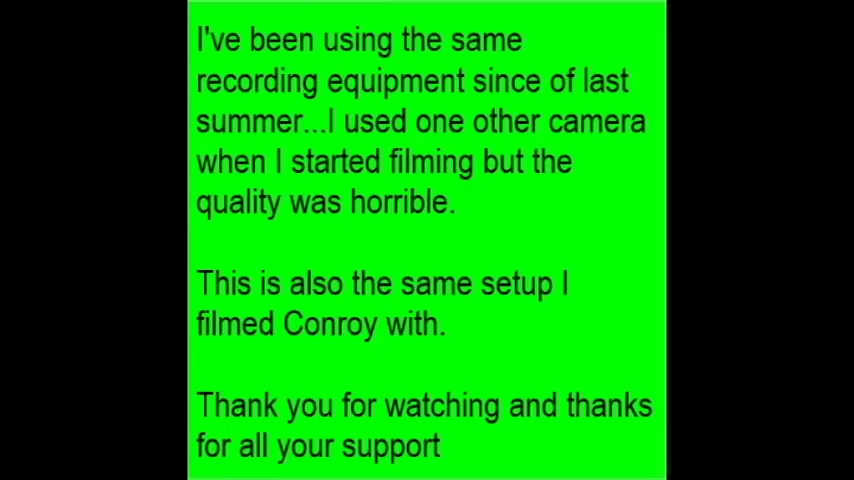 I've been using the same
recording equipment since of last
summer...I used one other camera
when I started filming but the
quality was horrible.
This is also the same setup I
filmed Conroy with.
Thank you for watching and thanks
for all your support